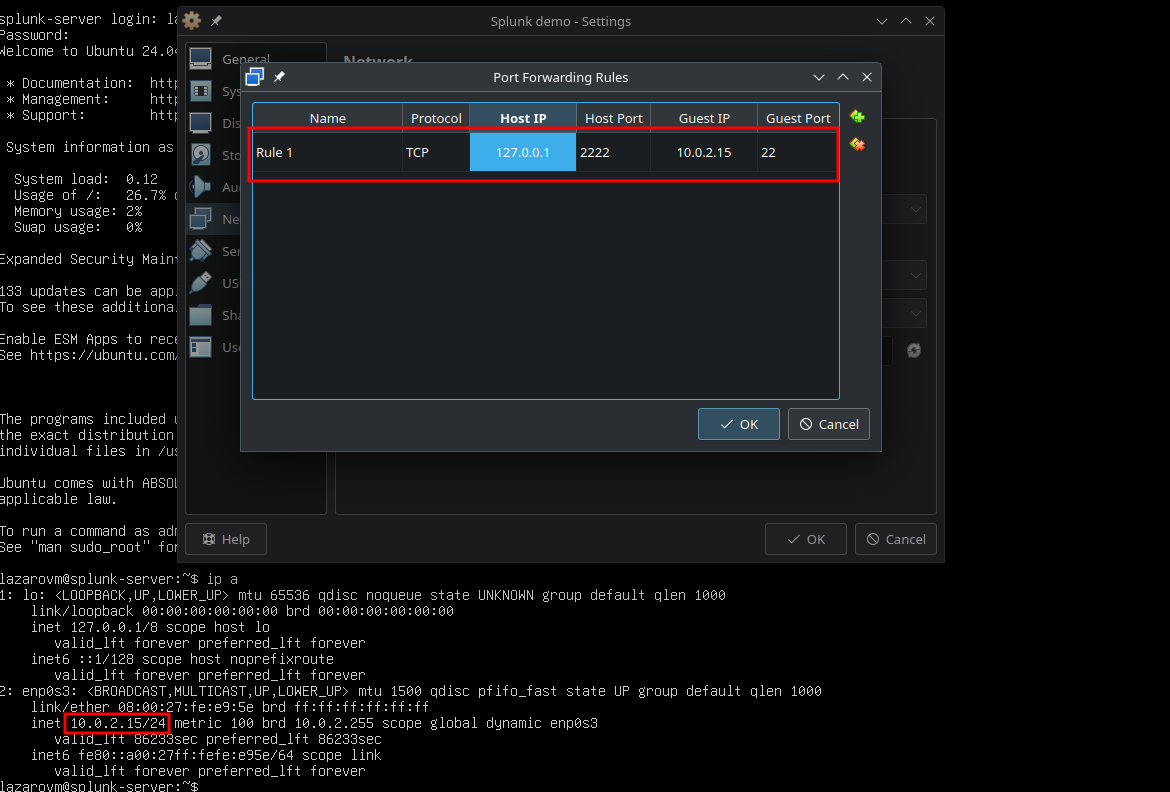 splunk-server login: la
Password:
Welcome to Ubuntu 24.04
* Documentation: http
* Management: http
* Support: http
System information as
System load: 0.12
Usage of /: 26.7% o
Memory usage: 2%
Swap usage: 0%
Expanded Security Maint
133 updates can be app
To see these additiona
Enable ESM Apps to rece
See https://ubuntu.com/
The programs included u
the exact distribution
individual files in /us
Ubuntu comes with ABSOL
applicable law.
To run a command as adm
See "man sudo_root" for
Splunk demo - Settings
General
Sys
Dis
Sto
Aud
Ne
Ser
US
Sha
Use
Network
Port Forwarding Rules
Name Protocol Host IP Host Port Guest IP Guest Port
Rule 1 TCP 127.0.0.1 2222 10.0.2.15 22
OK Cancel
Help OK Cancel
lazarovm@splunk-server:~$ ip a
1: lo: <LOOPBACK,UP,LOWER_UP> mtu 65536 qdisc noqueue state UNKNOWN group default qlen 1000
link/loopback 00:00:00:00:00:00 brd 00:00:00:00:00:00
inet 127.0.0.1/8 scope host lo
valid_lft forever preferred_lft forever
inet6 ::1/128 scope host noprefixroute
valid_lft forever preferred_lft forever
2: enp0s3: <BROADCAST,MULTICAST,UP,LOWER_UP> mtu 1500 qdisc pfifo_fast state UP group default qlen 1000
link/ether 08:00:27:fe:e9:5e brd ff:ff:ff:ff:ff:ff
inet 10.0.2.15/24 metric 100 brd 10.0.2.255 scope global dynamic enp0s3
valid_lft 86233sec preferred_lft 86233sec
inet6 fe80::a00:27ff:fefe:e95e/64 scope link
valid_lft forever preferred_lft forever
lazarovm@splunk-server:~$